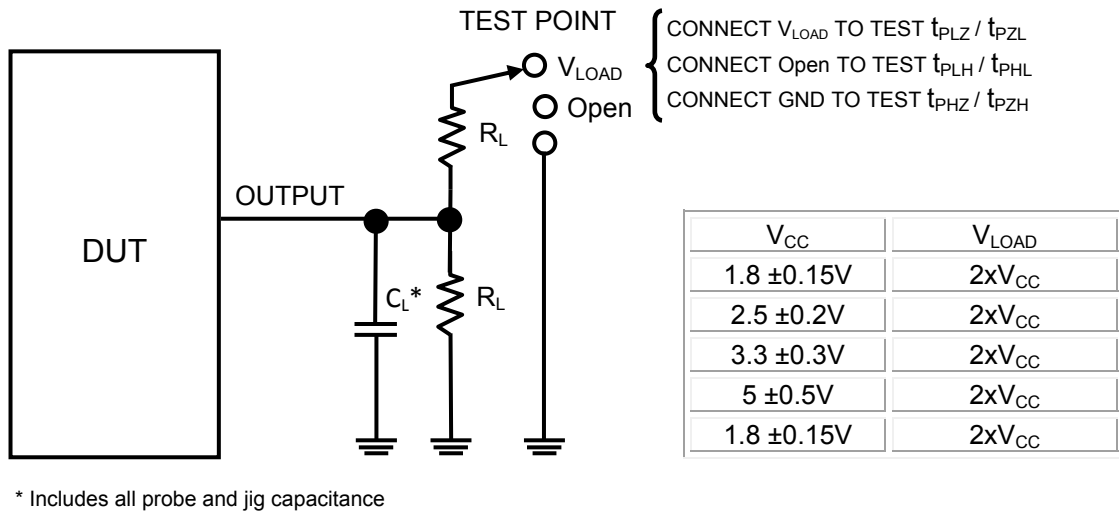 TEST POINT
CONNECT VLOAD TO TEST tPLZ / tPZL
CONNECT Open TO TEST tPLH / tPHL
CONNECT GND TO TEST tPHZ / tPZH
VLOAD
Open
RL
OUTPUT
DUT
CL*
RL
VCC VLOAD
1.8 ±0.15V 2xVCC
2.5 ±0.2V 2xVCC
3.3 ±0.3V 2xVCC
5 ±0.5V 2xVCC
1.8 ±0.15V 2xVCC
* Includes all probe and jig capacitance